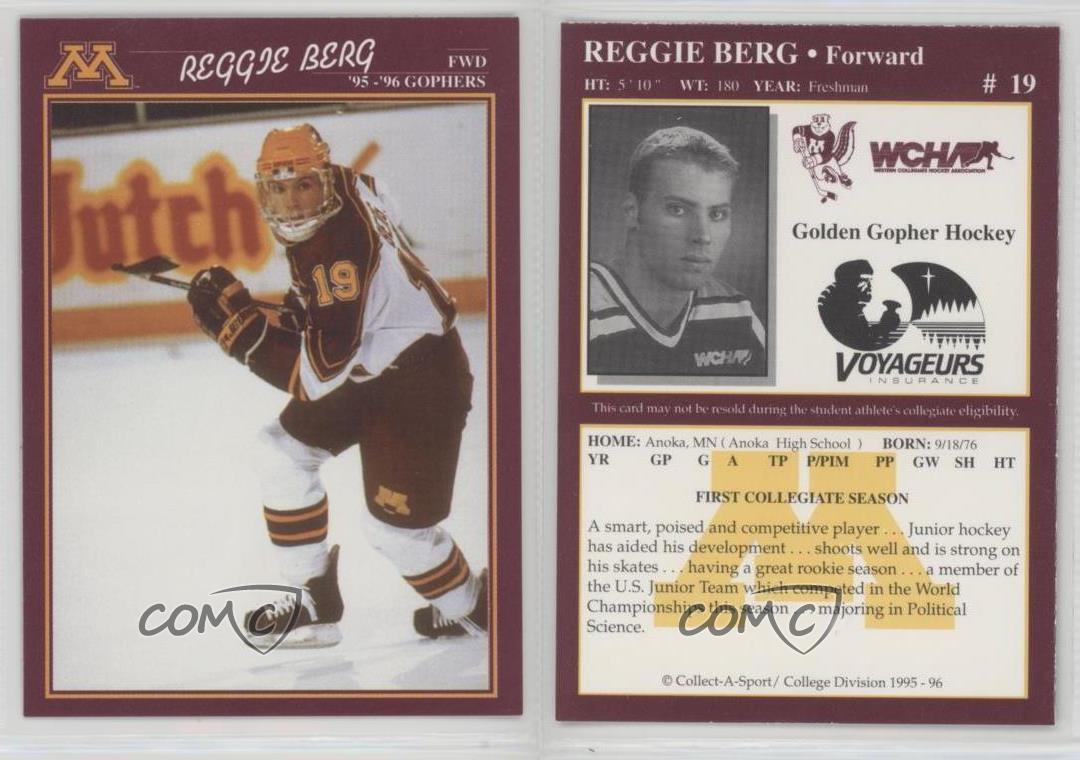 M
REGGIE BERG
FWD
'95 - '96 GOPHERS
Dutch
19
M
COMC
REGGIE BERG • Forward
HT: 5 ' 10 " WT: 180 YEAR: Freshman # 19
M
WCHA
WESTERN COLLEGIATE HOCKEY ASSOCIATION
Golden Gopher Hockey
WCHA
VOYAGEURS
INSURANCE
This card may not be resold during the student athlete's collegiate eligibility.
HOME: Anoka, MN ( Anoka High School ) BORN: 9/18/76
YR GP G A TP P/PIM PP GW SH HT
FIRST COLLEGIATE SEASON
A smart, poised and competitive player . . . Junior hockey
has aided his development . . . shoots well and is strong on
his skates . . . having a great rookie season . . . a member of
the U.S. Junior Team which competed in the World
Championships this season . . . majoring in Political
Science.
COMC
© Collect-A-Sport/ College Division 1995 - 96